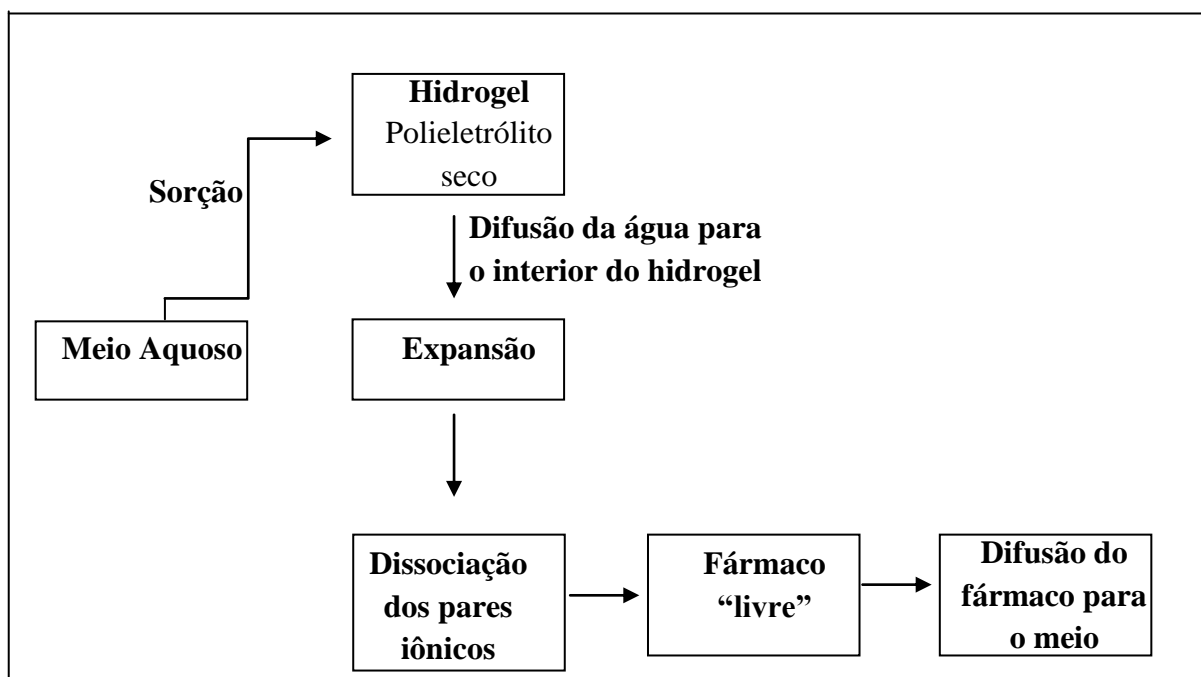 Hidrogel
Polieletrólito
seco
Sorção
Difusão da água para
o interior do hidrogel
Meio Aquoso
Expansão
Dissociação
dos pares
iônicos
Fármaco
“livre”
Difusão do
fármaco para
o meio